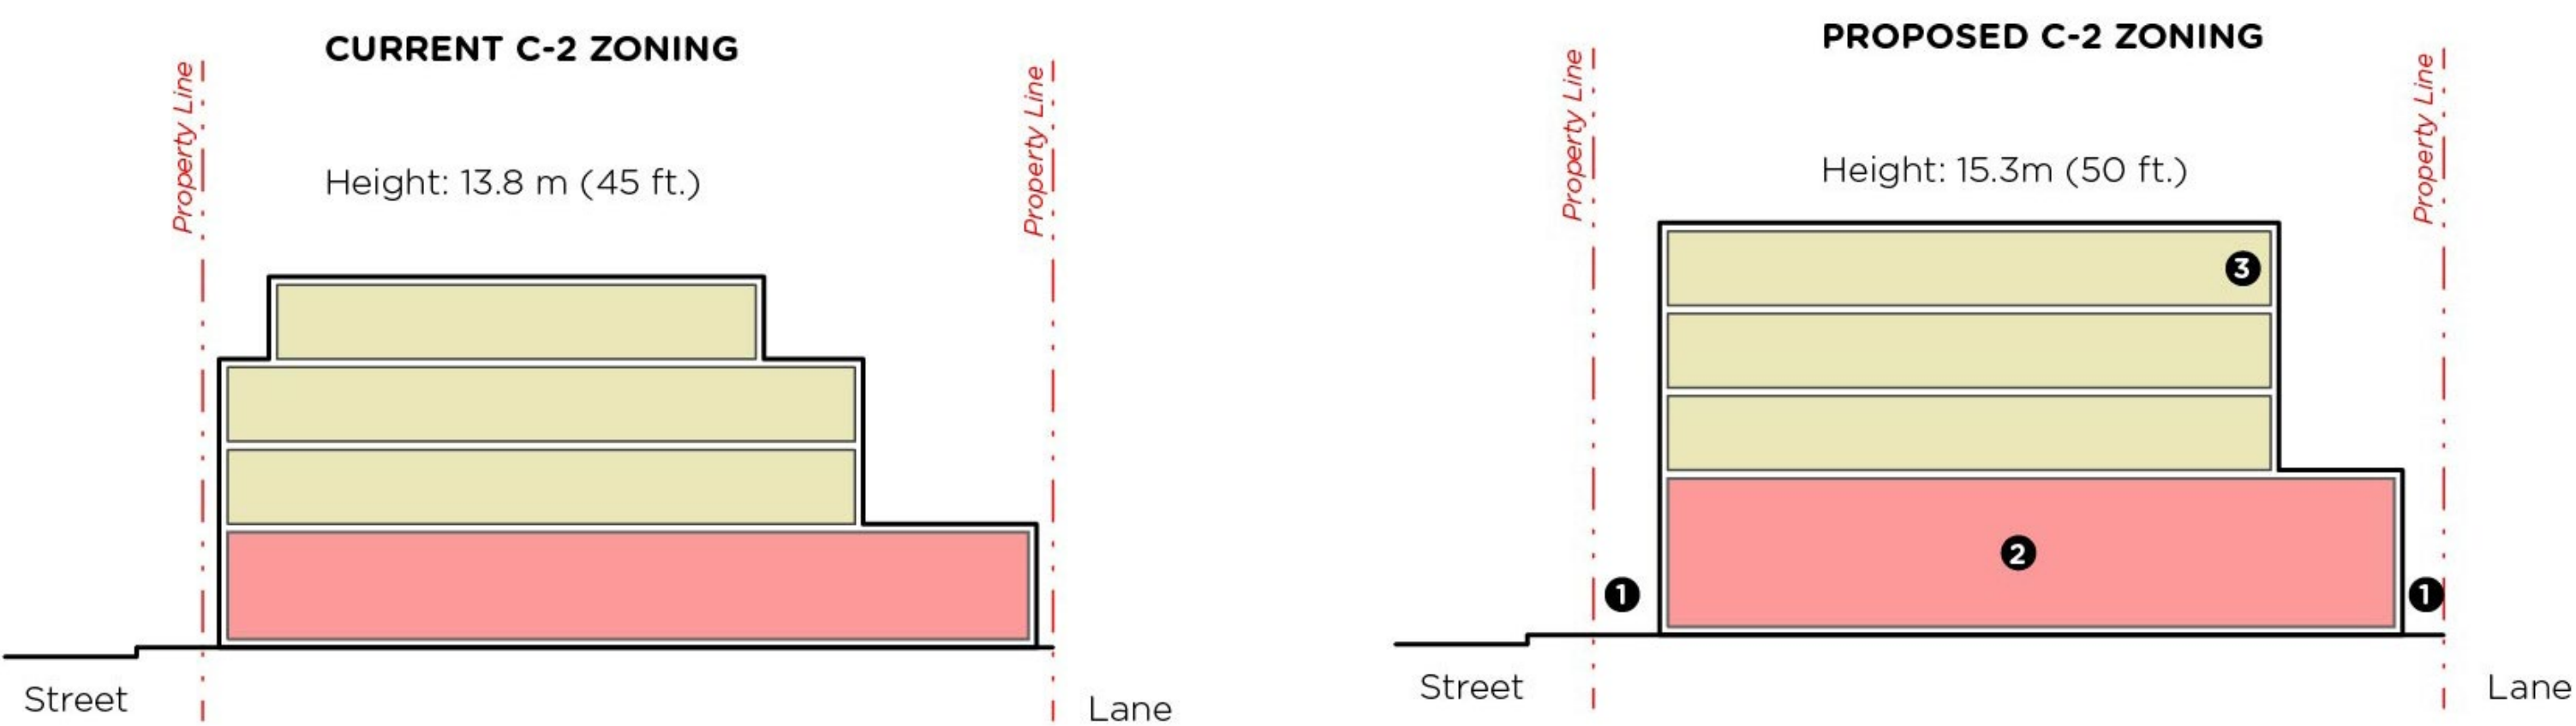 CURRENT C-2 ZONING
Property Line
Property Line
Height: 13.8 m (45 ft.)
Street
Lane
PROPOSED C-2 ZONING
Property Line
Property Line
Height: 15.3m (50 ft.)
3
2
1
1
Street
Lane